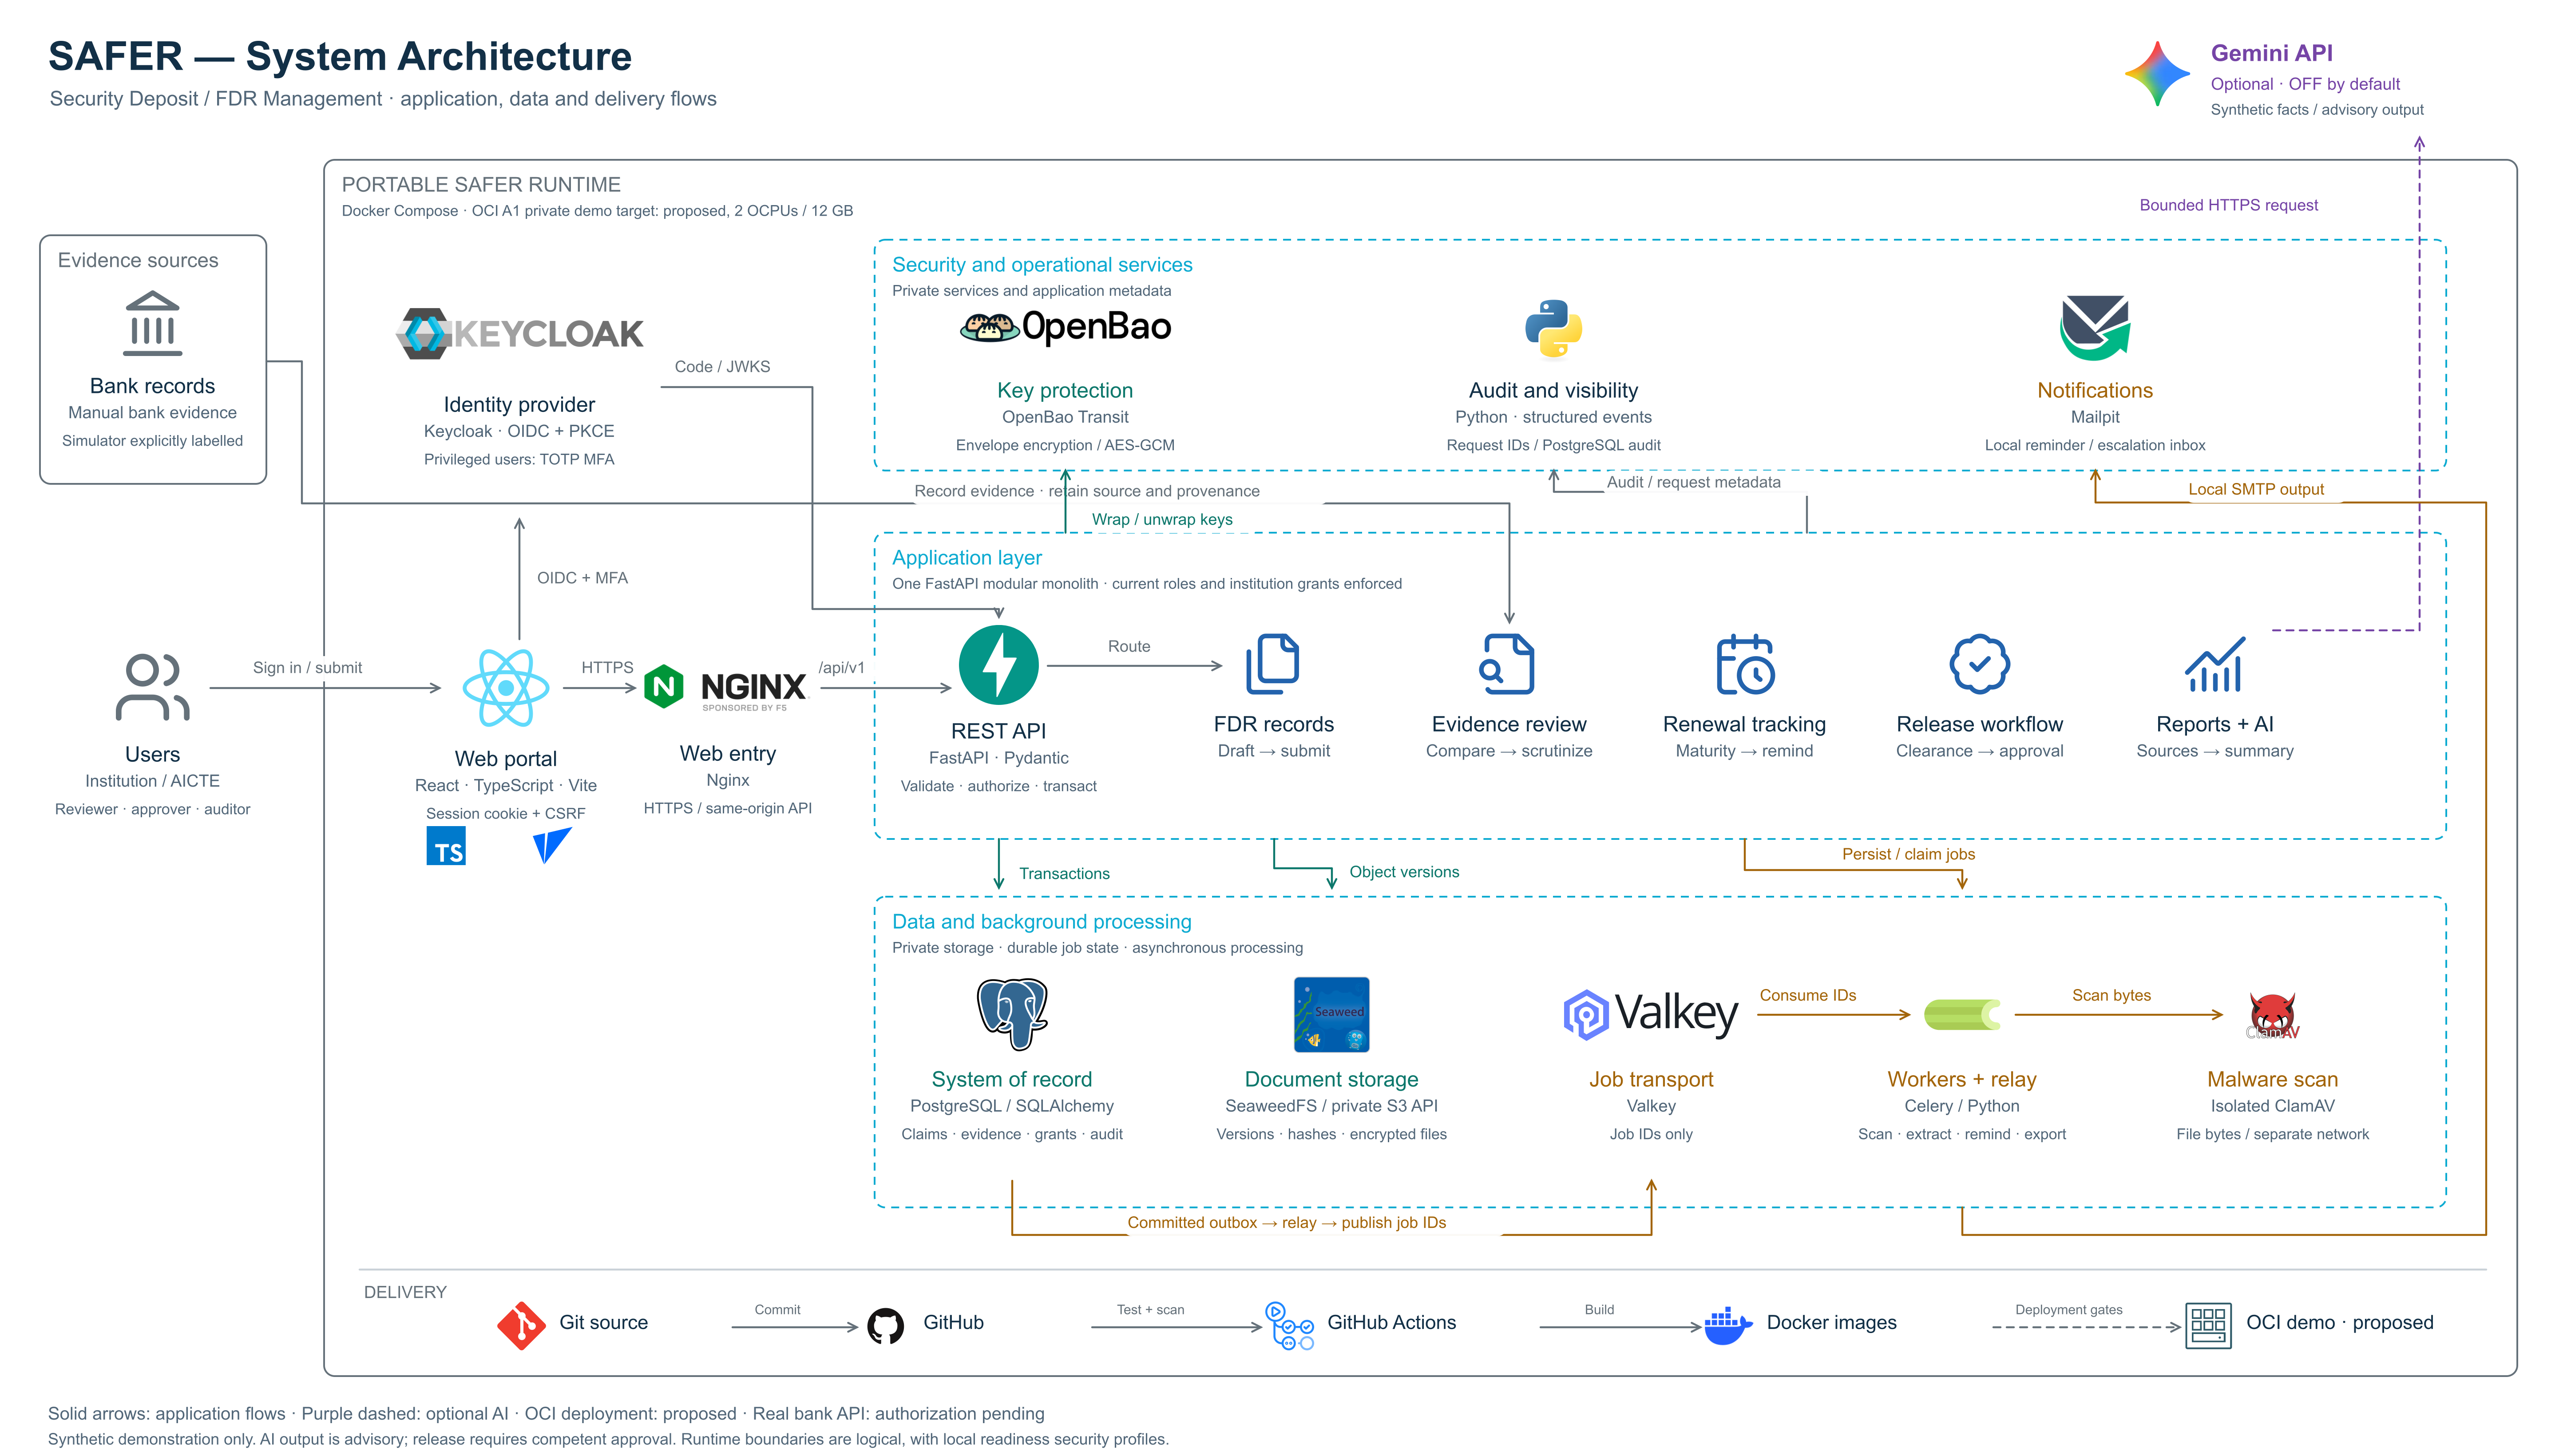 SAFER — System Architecture
Security Deposit / FDR Management · application, data and delivery flows
Gemini API
Optional · OFF by default
Synthetic facts / advisory output
PORTABLE SAFER RUNTIME
Docker Compose · OCI A1 private demo target: proposed, 2 OCPUs / 12 GB
Bounded HTTPS request
Evidence sources
Bank records
Manual bank evidence
Simulator explicitly labelled
KEYCLOAK
Identity provider
Keycloak · OIDC + PKCE
Privileged users: TOTP MFA
Code / JWKS
Security and operational services
Private services and application metadata
OpenBao
Key protection
OpenBao Transit
Envelope encryption / AES-GCM
Audit and visibility
Python · structured events
Request IDs / PostgreSQL audit
Notifications
Mailpit
Local reminder / escalation inbox
Record evidence · retain source and provenance
Audit / request metadata
Local SMTP output
Wrap / unwrap keys
OIDC + MFA
Application layer
One FastAPI modular monolith · current roles and institution grants enforced
Sign in / submit
HTTPS
N
NGINX
SPONSORED BY F5
/api/v1
Route
Users
Institution / AICTE
Reviewer · approver · auditor
Web portal
React · TypeScript · Vite
Session cookie + CSRF
TS
Web entry
Nginx
HTTPS / same-origin API
REST API
FastAPI · Pydantic
Validate · authorize · transact
FDR records
Draft → submit
Evidence review
Compare → scrutinize
Renewal tracking
Maturity → remind
Release workflow
Clearance → approval
Reports + AI
Sources → summary
Transactions
Object versions
Persist / claim jobs
Data and background processing
Private storage · durable job state · asynchronous processing
Seaweed
Valkey
Consume IDs
Scan bytes
ClamAV
System of record
PostgreSQL / SQLAlchemy
Claims · evidence · grants · audit
Document storage
SeaweedFS / private S3 API
Versions · hashes · encrypted files
Job transport
Valkey
Job IDs only
Workers + relay
Celery / Python
Scan · extract · remind · export
Malware scan
Isolated ClamAV
File bytes / separate network
Committed outbox → relay → publish job IDs
DELIVERY
Git source
Commit
GitHub
Test + scan
GitHub Actions
Build
Docker images
Deployment gates
OCI demo · proposed
Solid arrows: application flows · Purple dashed: optional AI · OCI deployment: proposed · Real bank API: authorization pending
Synthetic demonstration only. AI output is advisory; release requires competent approval. Runtime boundaries are logical, with local readiness security profiles.